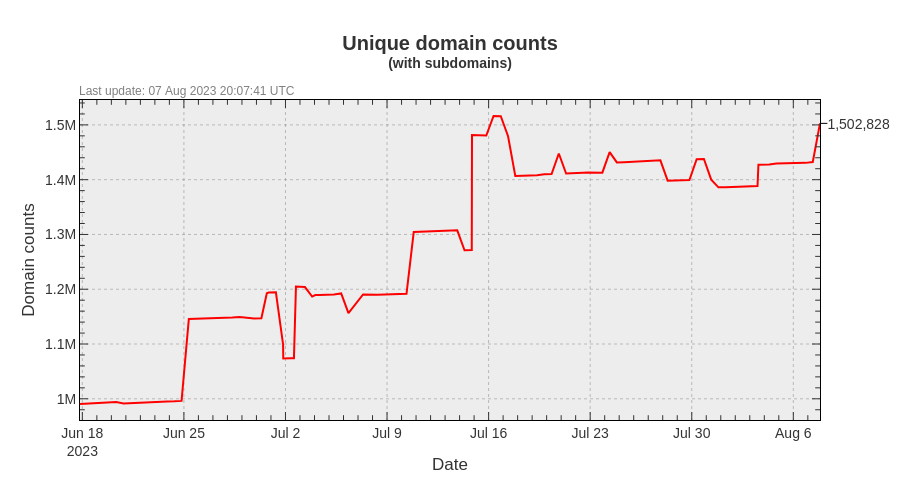 Unique domain counts
(with subdomains)
Last update: 07 Aug 2023 20:07:41 UTC
1.5M
1,502,828
1.4M
1.3M
1.2M
1.1M
1M
Domain counts
Jun 18 Jun 25 Jul 2 Jul 9 Jul 16 Jul 23 Jul 30 Aug 6
2023
Date